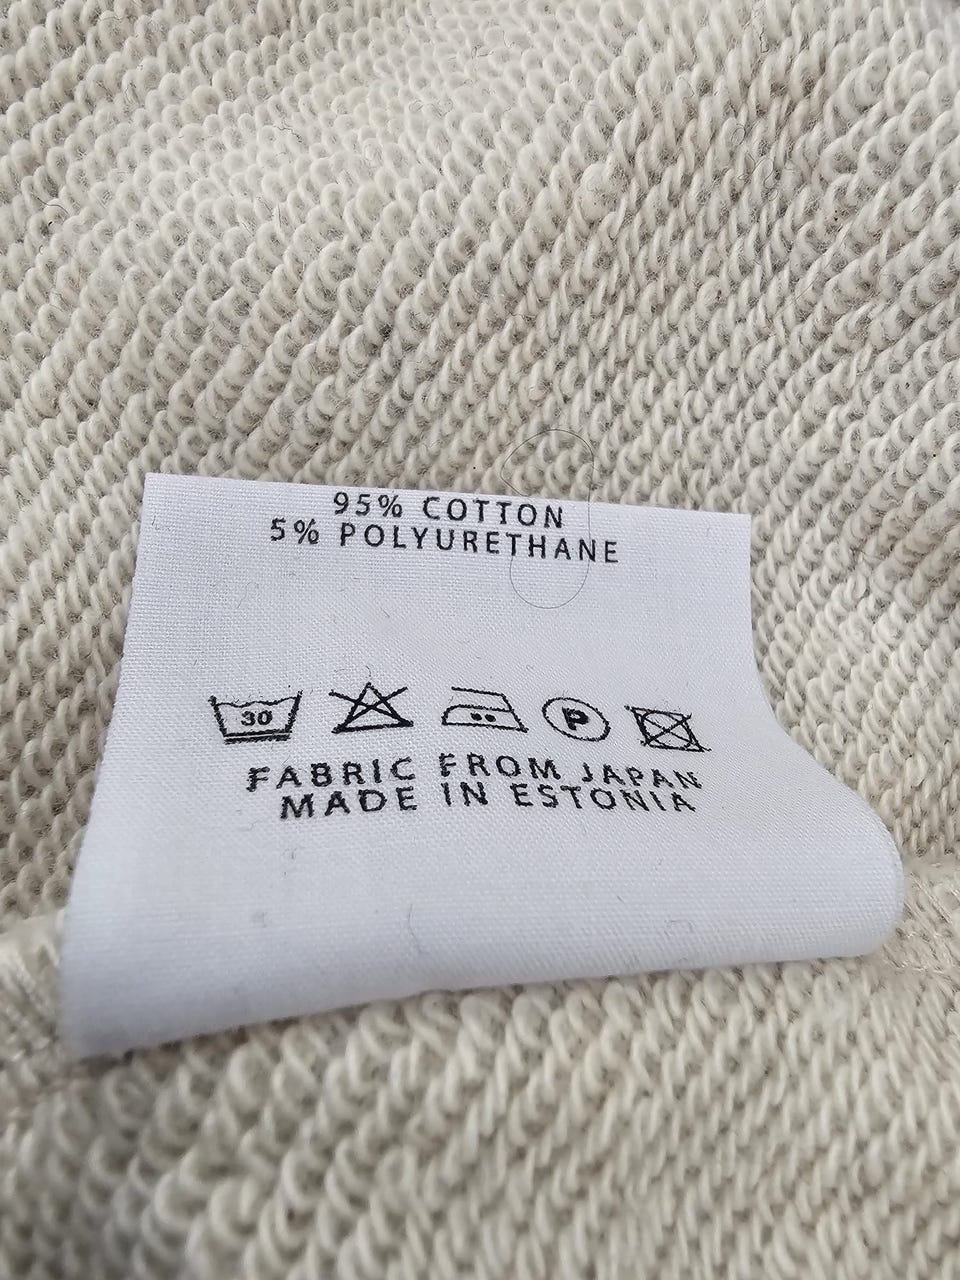 95% COTTON
5% POLYURETHANE
30 P
FABRIC FROM JAPAN
MADE IN ESTONIA